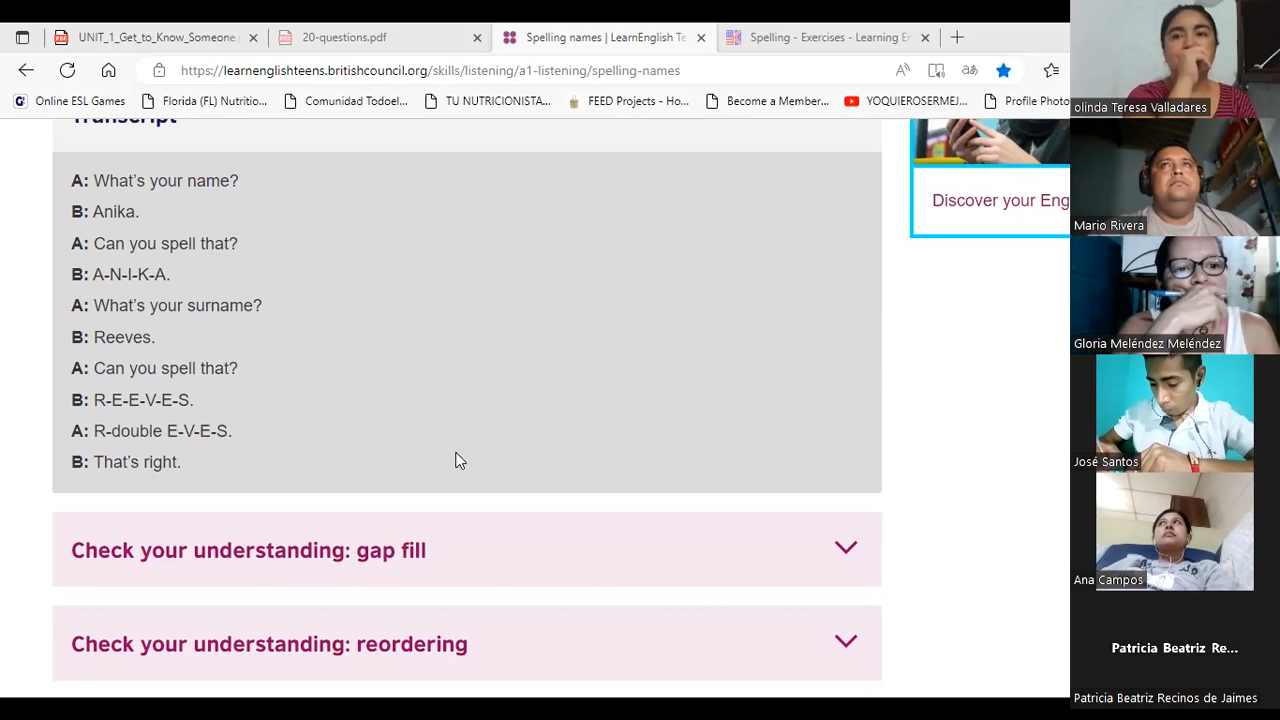 UNIT_1_Get_to_Know_Someone.
20-questions.pdf
Spelling names | LearnEnglish Te
Spelling - Exercises - Learning En
https://learnenglishteens.britishcouncil.org/skills/listening/a1-listening/spelling-names
Online ESL Games
Florida (FL) Nutritio...
Comunidad Todoel...
TU NUTRICIONISTA...
FEED Projects - Ho...
Become a Member...
YOQUIEROSERME...
Profile Photo
Transcript
A: What's your name?
B: Anika.
A: Can you spell that?
B: A-N-I-K-A.
A: What's your surname?
B: Reeves.
A: Can you spell that?
B: R-E-E-V-E-S.
A: R-double E-V-E-S.
B: That's right.
Check your understanding: gap fill
Check your understanding: reordering
Discover your Eng
olinda Teresa Valladares
Mario Rivera
Gloria Meléndez Meléndez
José Santos
Ana Campos
Patricia Beatriz Re...
Patricia Beatriz Recinos de Jaimes